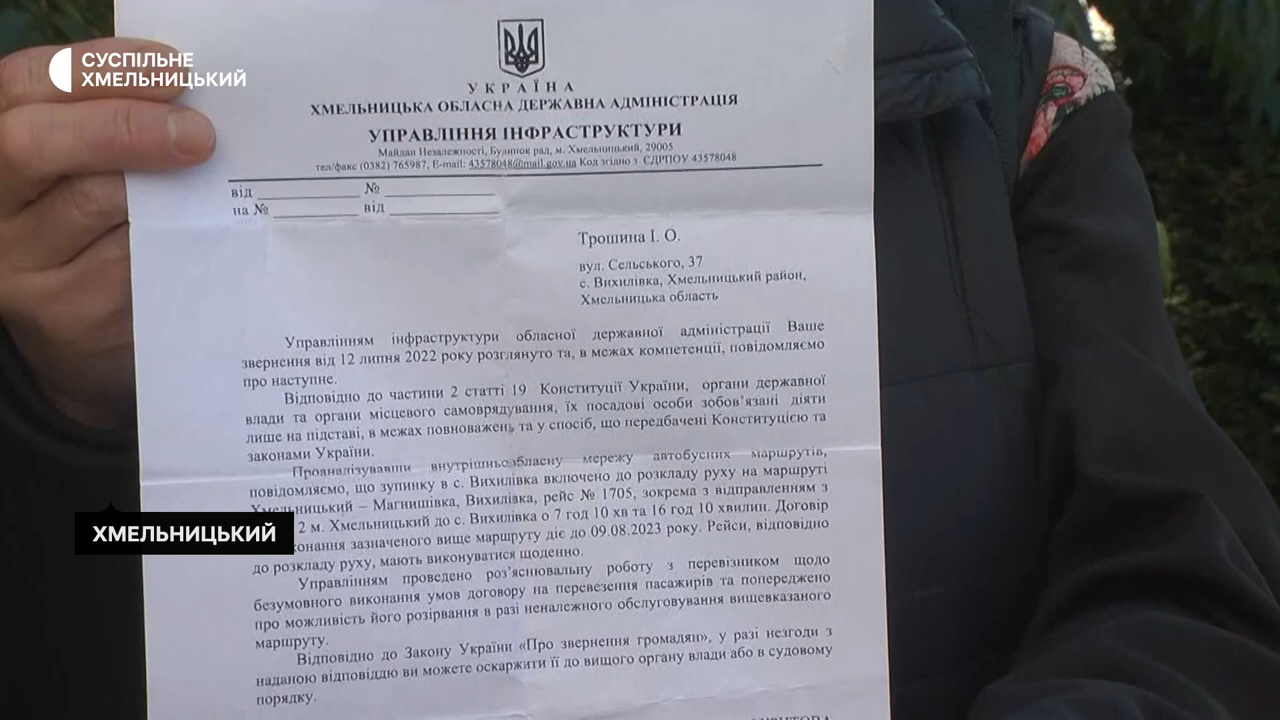 СУСПІЛЬНЕ
ХМЕЛЬНИЦЬКИЙ
УКРАЇНА
ХМЕЛЬНИЦЬКА ОБЛАСНА ДЕРЖАВНА АДМІНІСТРАЦІЯ
УПРАВЛІННЯ ІНФРАСТРУКТУРИ
Майдан Незалежності, Будинок рад, м. Хмельницький, 29005
тел/факс (0382) 765987, E-mail: 43578048@mail.gov.ua Код згідно з ЄДРПОУ 43578048
від ____________ № ____________
на № __________ від ____________
Трошина І. О.
вул. Сельського, 37
с. Вихилівка, Хмельницький район,
Хмельницька область
Управлінням інфраструктури обласної державної адміністрації Ваше
звернення від 12 липня 2022 року розглянуто та, в межах компетенції, повідомляємо
про наступне.
Відповідно до частини 2 статті 19 Конституції України, органи державної
влади та органи місцевого самоврядування, їх посадові особи зобов’язані діяти
лише на підставі, в межах повноважень та у спосіб, що передбачені Конституцією та
законами України.
Проаналізувавши внутрішньообласну мережу автобусних маршрутів,
повідомляємо, що зупинку в с. Вихилівка включено до розкладу руху на маршруті
Хмельницький – Магнишівка, Вихилівка, рейс № 1705, зокрема з відправленням з
2 м. Хмельницький до с. Вихилівка о 7 год 10 хв та 16 год 10 хвилин. Договір
зазначеного вище маршруту діє до 09.08.2023 року. Рейси, відповідно
до розкладу руху, мають виконуватися щоденно.
Управлінням проведено роз’яснювальну роботу з перевізником щодо
безумовного виконання умов договору на перевезення пасажирів та попереджено
про можливість його розірвання в разі неналежного обслуговування вищевказаного
маршруту.
Відповідно до Закону України «Про звернення громадян», у разі незгоди з
наданою відповіддю ви можете оскаржити її до вищого органу влади або в судовому
порядку.
ХМЕЛЬНИЦЬКИЙ